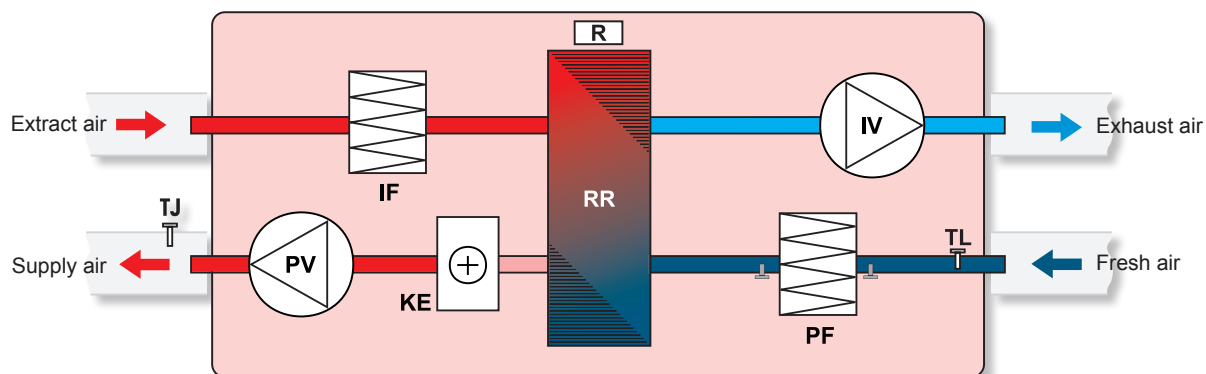 R
Extract air
IV
Exhaust air
IF
RR
TJ
TL
Supply air
PV
Fresh air
KE
PF